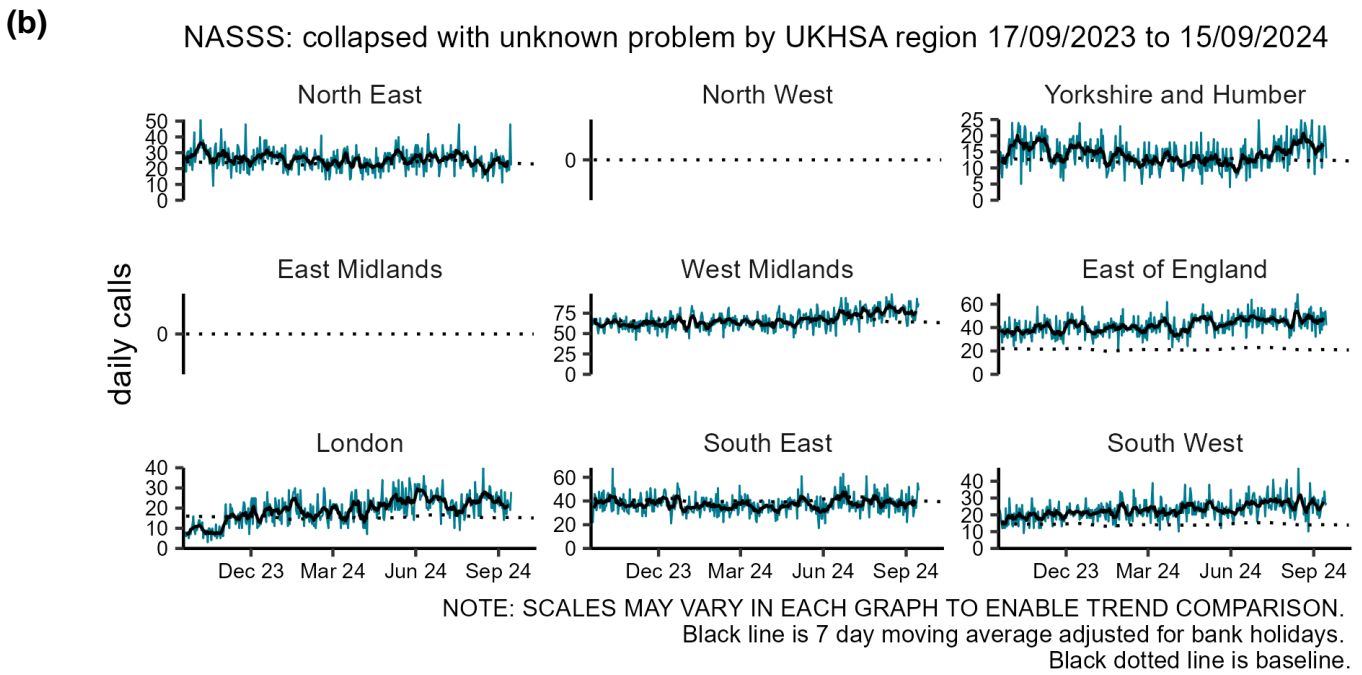 (b)
NASSS: collapsed with unknown problem by UKHSA region 17/09/2023 to 15/09/2024
North East
North West
Yorkshire and Humber
50
40
30
20
10
0
0
25
20
15
10
5
0
East Midlands
West Midlands
East of England
daily calls
0
75
50
25
0
60
40
20
0
London
South East
South West
40
30
20
10
0
60
40
20
0
40
30
20
10
0
Dec 23 Mar 24 Jun 24 Sep 24
Dec 23 Mar 24 Jun 24 Sep 24
Dec 23 Mar 24 Jun 24 Sep 24
NOTE: SCALES MAY VARY IN EACH GRAPH TO ENABLE TREND COMPARISON.
Black line is 7 day moving average adjusted for bank holidays.
Black dotted line is baseline.